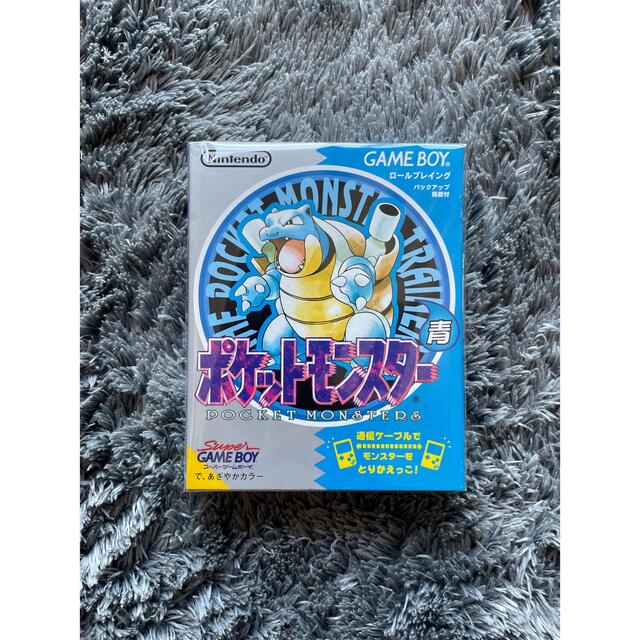 Nintendo
GAME BOY
ロールプレイング
バックアップ
機能付
THE POCKET MONSTER TRAINER
青
ポケットモンスター
POCKET MONSTERS
通信ケーブルで
モンスターを
とりかえっこ!
Super
GAME BOY
スーパーゲームボーイ
で、あざやかカラー